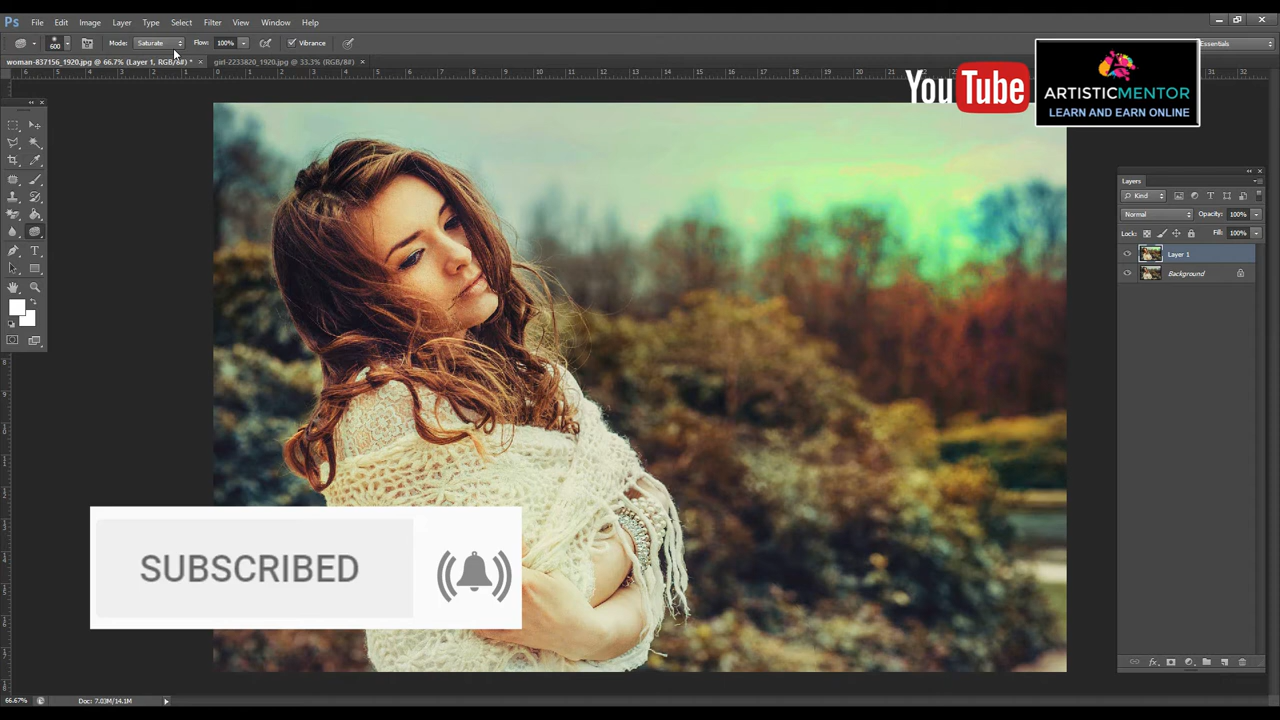 Ps File Edit Image Layer Type Select Filter View Window Help
600 Mode: Saturate Flow: 100% Vibrance Essentials
woman-837156_1920.jpg @ 66.7% (Layer 1, RGB/8#) * × girl-2233820_1920.jpg @ 33.3% (RGB/8#) ×
YouTube
ARTISTICMENTOR
LEARN AND EARN ONLINE
Layers
Kind
Normal Opacity: 100%
Lock: Fill: 100%
Layer 1
Background
SUBSCRIBED
66.67% Doc: 7.03M/14.1M